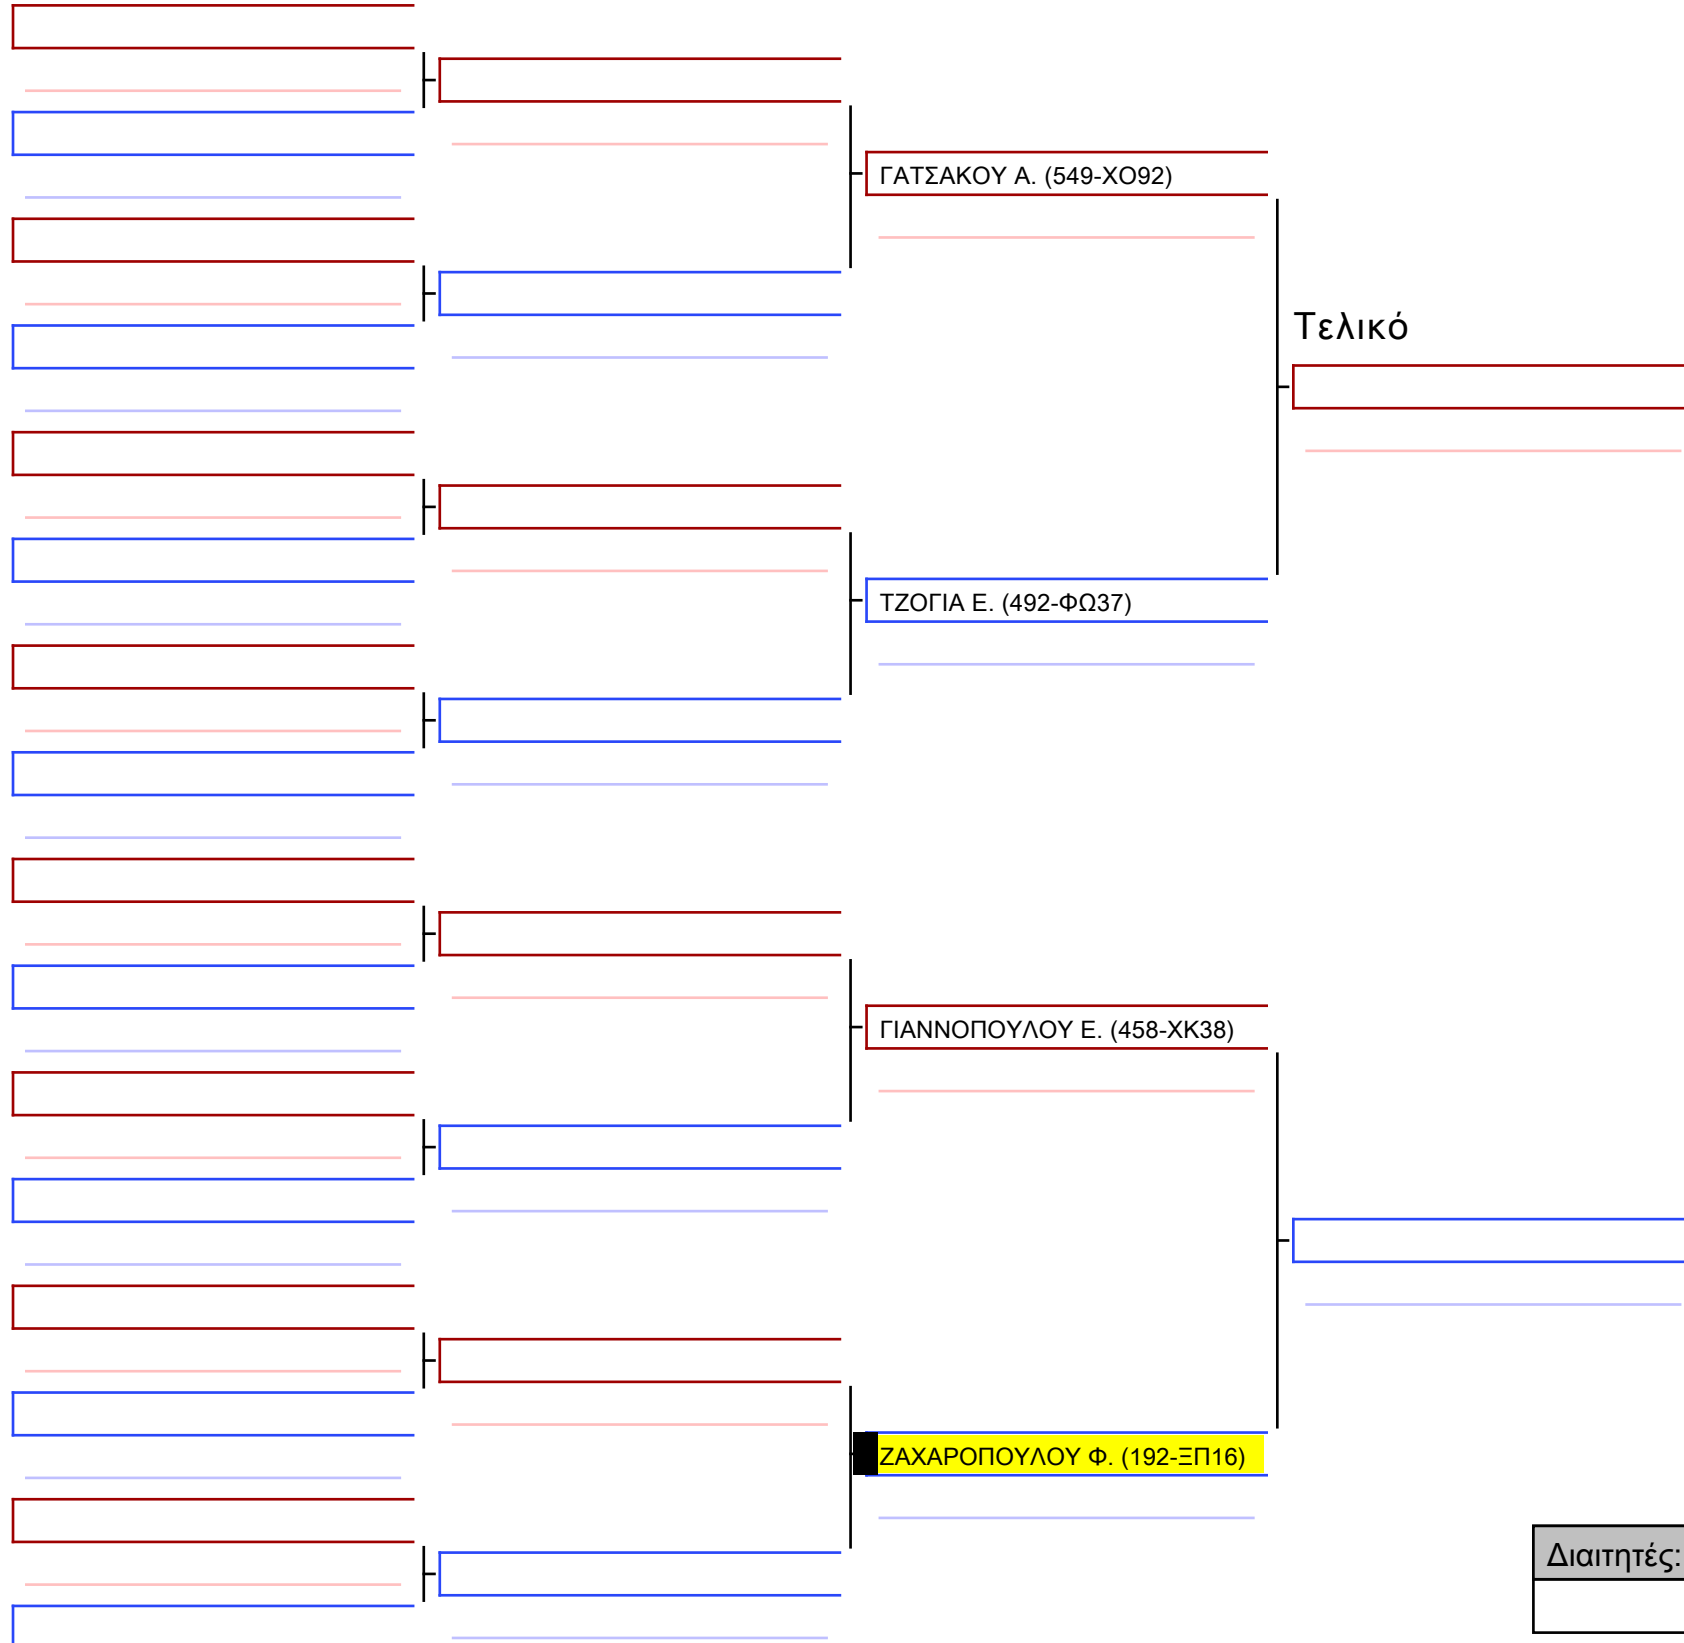 ΓΑΤΣΑΚΟΥ Α. (549-ΧΟ92)
Τελικό
ΤΖΟΓΙΑ Ε. (492-ΦΩ37)
ΓΙΑΝΝΟΠΟΥΛΟΥ Ε. (458-ΧΚ38)
ΖΑΧΑΡΟΠΟΥΛΟΥ Φ. (192-ΞΠ16)
Διαιτητές: